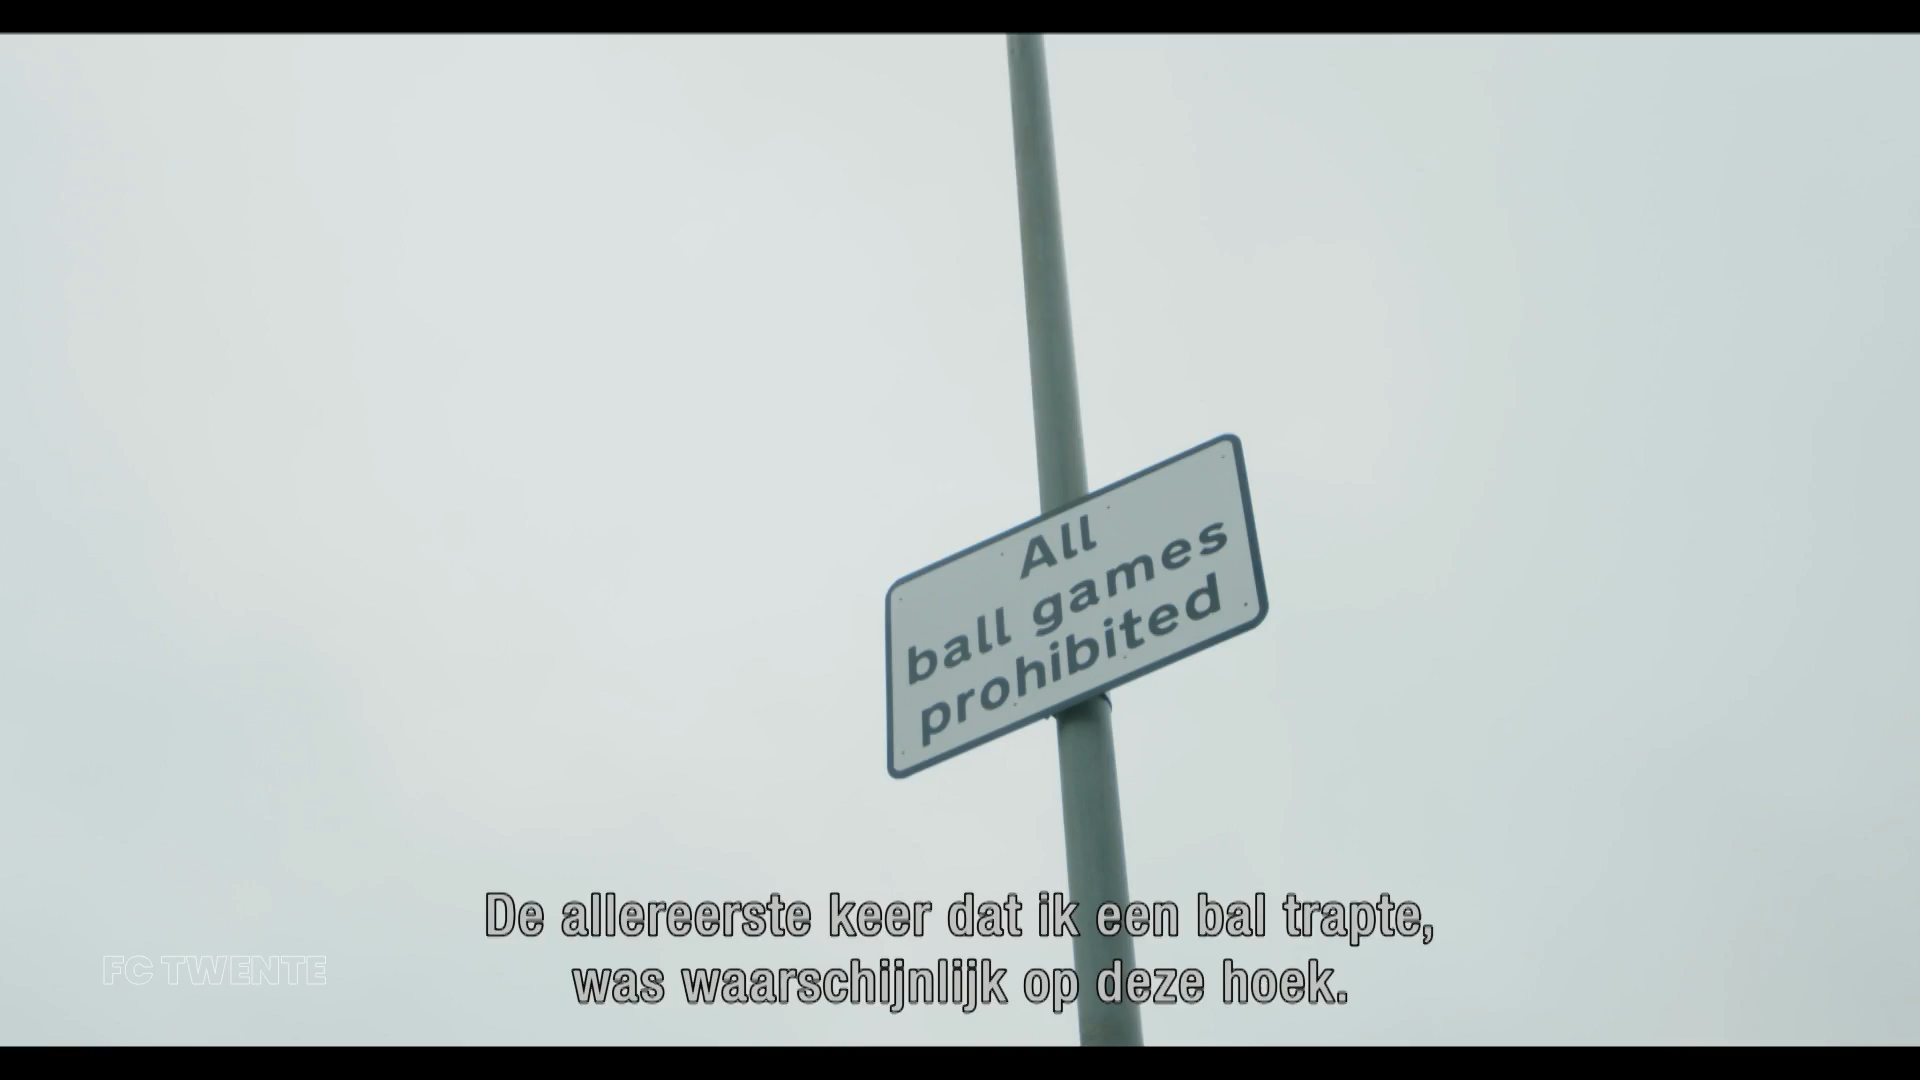 All
ball games
prohibited
De allereerste keer dat ik een bal trapte,
was waarschijnlijk op deze hoek.
FC TWENTE